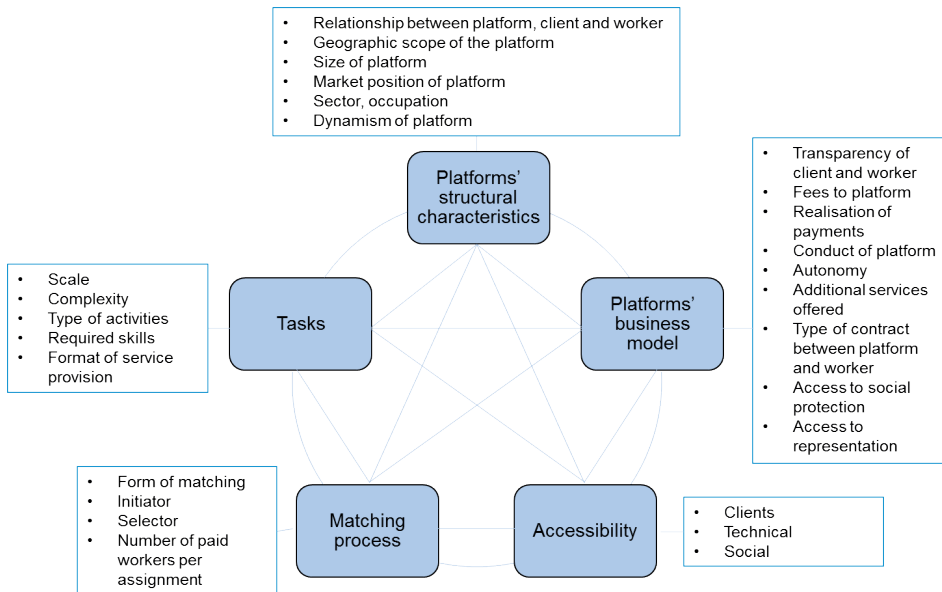 • Relationship between platform, client and worker
• Geographic scope of the platform
• Size of platform
• Market position of platform
• Sector, occupation
• Dynamism of platform
Platforms’
structural
characteristics
• Transparency of
client and worker
• Fees to platform
• Realisation of
payments
• Conduct of platform
• Autonomy
• Additional services
offered
• Type of contract
between platform
and worker
• Access to social
protection
• Access to
representation
Platforms’
business
model
• Scale
• Complexity
• Type of activities
• Required skills
• Format of service
provision
Tasks
• Form of matching
• Initiator
• Selector
• Number of paid
workers per
assignment
Matching
process
Accessibility
• Clients
• Technical
• Social